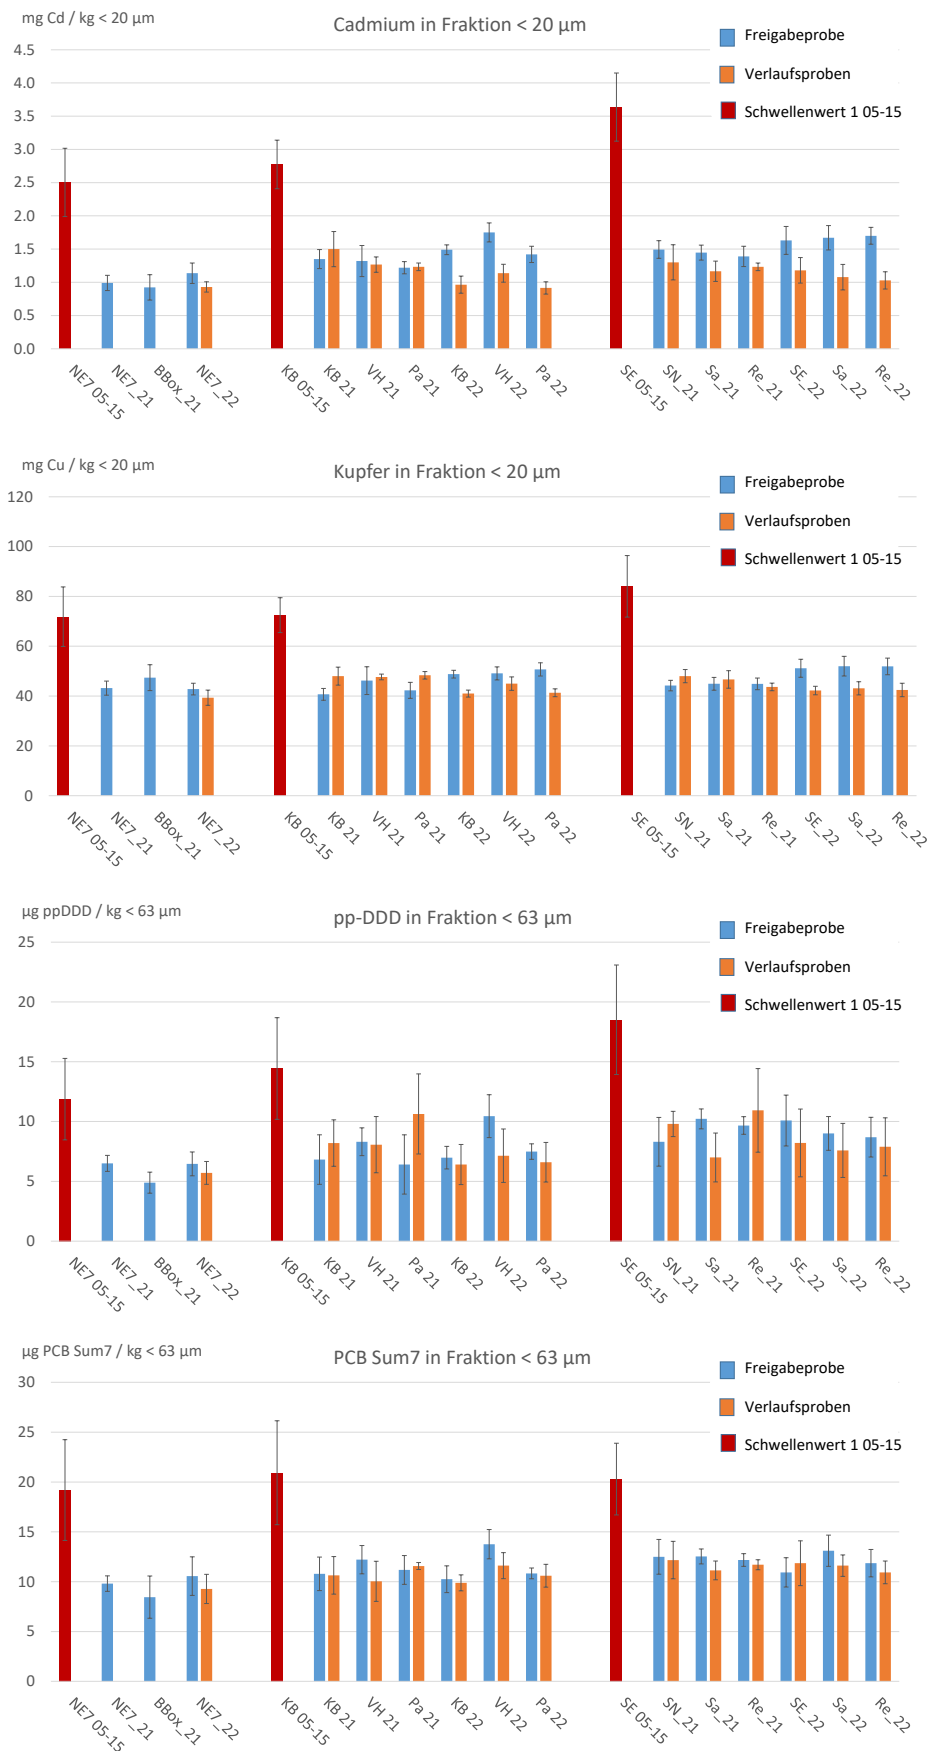 mg Cd / kg < 20 µm
Cadmium in Fraktion < 20 µm
Freigabeprobe
Verlaufsproben
Schwellenwert 1 05-15
4.5
4.0
3.5
3.0
2.5
2.0
1.5
1.0
0.5
0.0
NE7 05-15
NE7_21
BBox_21
NE7_22
KB 05-15
KB 21
VH 21
Pa 21
KB 22
VH 22
Pa 22
SE 05-15
SN_21
Sa_21
Re_21
SE_22
Sa_22
Re_22
mg Cu / kg < 20 µm
Kupfer in Fraktion < 20 µm
Freigabeprobe
Verlaufsproben
Schwellenwert 1 05-15
120
100
80
60
40
20
0
NE7 05-15
NE7_21
BBox_21
NE7_22
KB 05-15
KB 21
VH 21
Pa 21
KB 22
VH 22
Pa 22
SE 05-15
SN_21
Sa_21
Re_21
SE_22
Sa_22
Re_22
µg ppDDD / kg < 63 µm
pp-DDD in Fraktion < 63 µm
Freigabeprobe
Verlaufsproben
Schwellenwert 1 05-15
25
20
15
10
5
0
NE7 05-15
NE7_21
BBox_21
NE7_22
KB 05-15
KB 21
VH 21
Pa 21
KB 22
VH 22
Pa 22
SE 05-15
SN_21
Sa_21
Re_21
SE_22
Sa_22
Re_22
µg PCB Sum7 / kg < 63 µm
PCB Sum7 in Fraktion < 63 µm
Freigabeprobe
Verlaufsproben
Schwellenwert 1 05-15
30
25
20
15
10
5
0
NE7 05-15
NE7_21
BBox_21
NE7_22
KB 05-15
KB 21
VH 21
Pa 21
KB 22
VH 22
Pa 22
SE 05-15
SN_21
Sa_21
Re_21
SE_22
Sa_22
Re_22